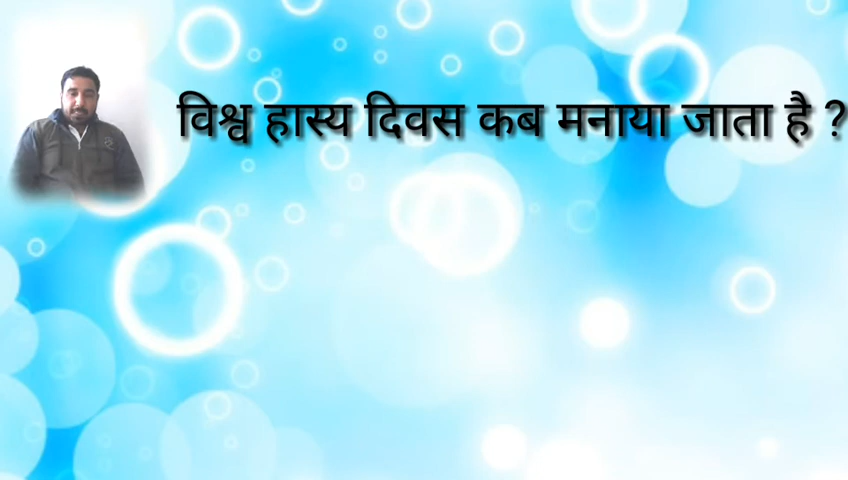 विश्व हास्य दिवस कब मनाया जाता है ?